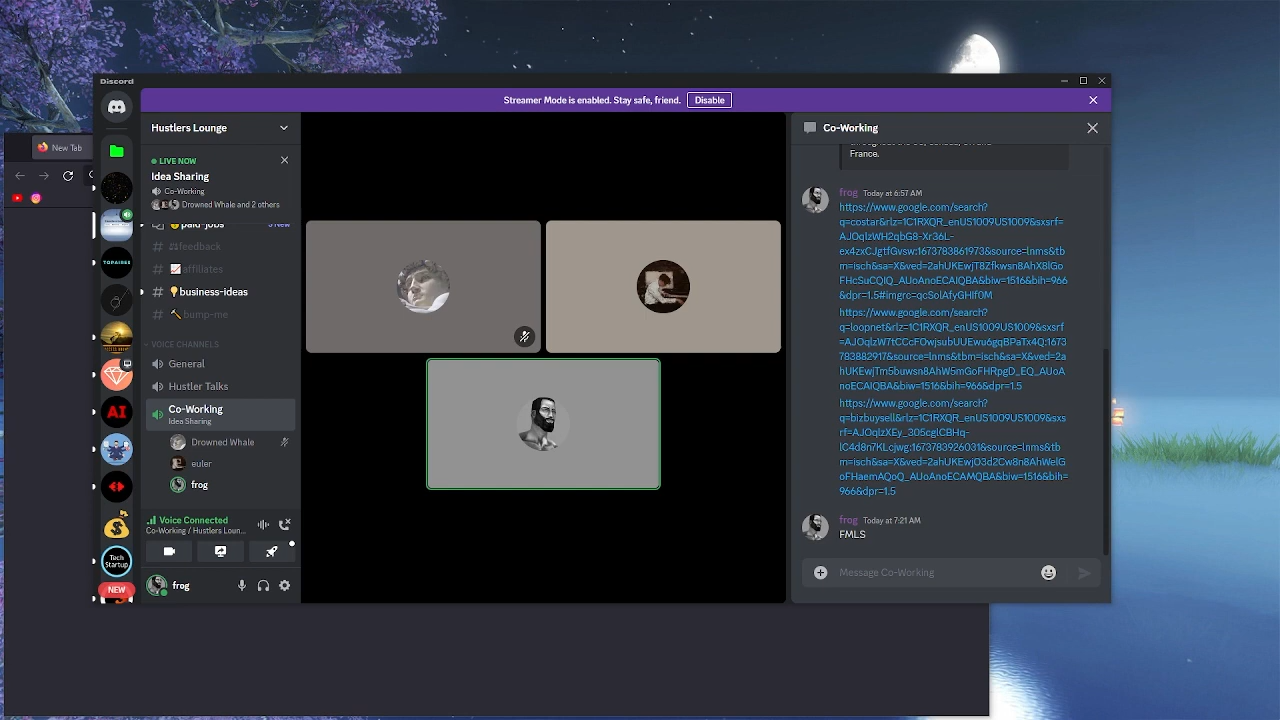 Discord
Streamer Mode is enabled. Stay safe, friend.
Disable
New Tab
Hustlers Lounge
LIVE NOW
Idea Sharing
Co-Working
Drowned Whale and 2 others
paid-jobs
3 New
feedback
affiliates
business-ideas
bump-me
VOICE CHANNELS
General
Hustler Talks
Co-Working
Idea Sharing
Drowned Whale
euler
frog
Voice Connected
Co-Working / Hustlers Loun...
frog
TOPAIRES
AI
Tech
Startup
NEW
Co-Working
France.
frog Today at 6:57 AM
https://www.google.com/search?
q=costar&rlz=1C1RXQR_enUS1009US1009&sxsrf=
AJOqlzWH2qbG8-Xr36L-
ex4zxCJgtfGvsw:1673783861973&source=lnms&tb
m=isch&sa=X&ved=2ahUKEwjT8Zfkwsn8AhX8lGo
FHcSuCQIQ_AUoAnoECAIQBA&biw=1516&bih=966
&dpr=1.5#imgrc=qcSolAfyGHIf0M
https://www.google.com/search?
q=loopnet&rlz=1C1RXQR_enUS1009US1009&sxsrf
=AJOqlzW7tCCcFOwjsubUUEwu6gqBPaTx4Q:1673
783882917&source=lnms&tbm=isch&sa=X&ved=2a
hUKEwjTm5buwsn8AhW5mGoFHRpgD_EQ_AUoA
noECAIQBA&biw=1516&bih=966&dpr=1.5
https://www.google.com/search?
q=bizbuysell&rlz=1C1RXQR_enUS1009US1009&sxs
rf=AJOqlzXEy_305cglCBHq-
lC4d8n7KLcjwg:1673783926031&source=lnms&tb
m=isch&sa=X&ved=2ahUKEwjO3d2Cw8n8AhWelG
oFHaemAQoQ_AUoAnoECAMQBA&biw=1516&bih=
966&dpr=1.5
frog Today at 7:21 AM
FMLS
Message Co-Working